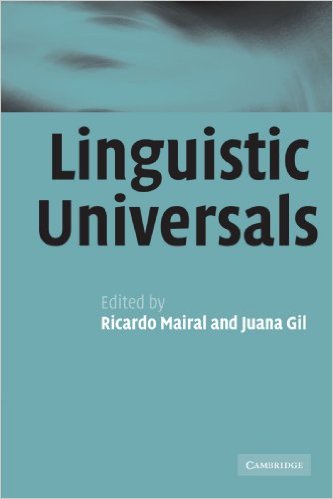 Linguistic
Universals
Edited by
Ricardo Mairal and Juana Gil
CAMBRIDGE